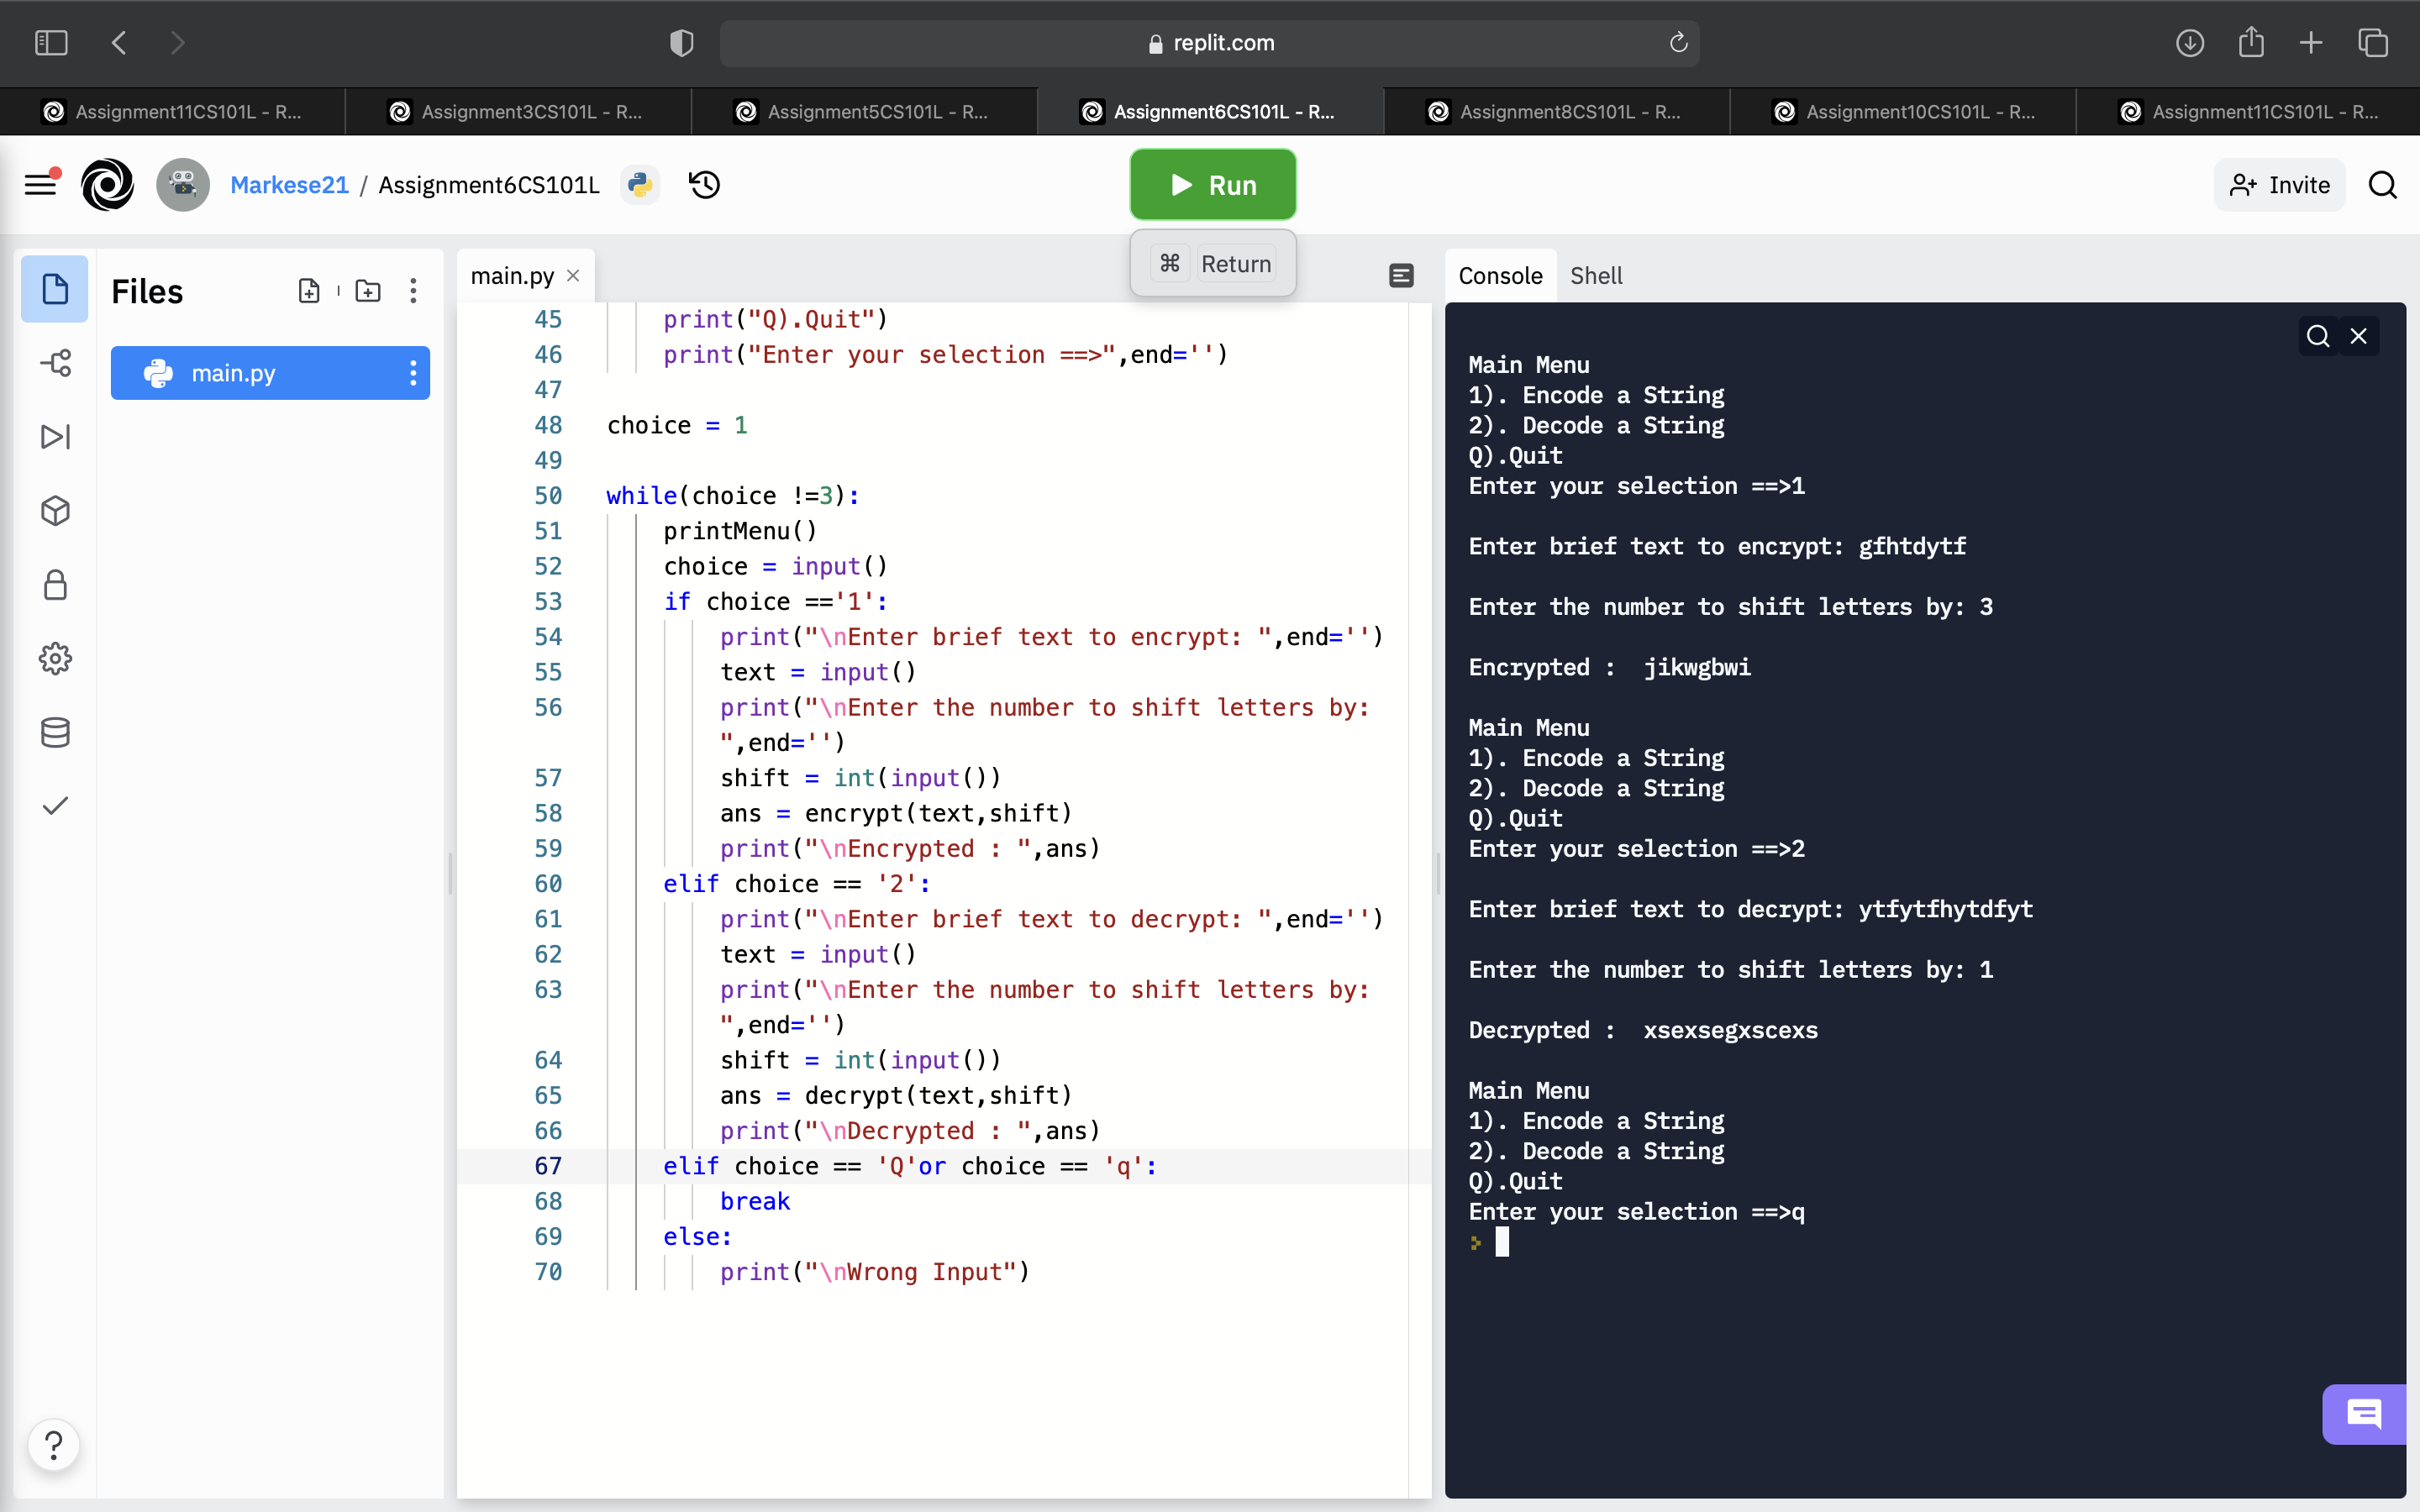 replit.com
Assignment11CS101L - R...
Assignment3CS101L - R...
Assignment5CS101L - R...
Assignment6CS101L - R...
Assignment8CS101L - R...
Assignment10CS101L - R...
Assignment11CS101L - R...
Markese21 / Assignment6CS101L
Run
Invite
⌘ Return
Files
main.py
main.py
45 print("Q).Quit")
46 print("Enter your selection ==>",end='')
47
48 choice = 1
49
50 while(choice !=3):
51 printMenu()
52 choice = input()
53 if choice =='1':
54 print("\nEnter brief text to encrypt: ",end='')
55 text = input()
56 print("\nEnter the number to shift letters by:
",end='')
57 shift = int(input())
58 ans = encrypt(text,shift)
59 print("\nEncrypted : ",ans)
60 elif choice == '2':
61 print("\nEnter brief text to decrypt: ",end='')
62 text = input()
63 print("\nEnter the number to shift letters by:
",end='')
64 shift = int(input())
65 ans = decrypt(text,shift)
66 print("\nDecrypted : ",ans)
67 elif choice == 'Q'or choice == 'q':
68 break
69 else:
70 print("\nWrong Input")
Console
Shell
Main Menu
1). Encode a String
2). Decode a String
Q).Quit
Enter your selection ==>1
Enter brief text to encrypt: gfhtdytf
Enter the number to shift letters by: 3
Encrypted :  jikwgbwi
Main Menu
1). Encode a String
2). Decode a String
Q).Quit
Enter your selection ==>2
Enter brief text to decrypt: ytfytfhytdfyt
Enter the number to shift letters by: 1
Decrypted :  xsexsegxscexs
Main Menu
1). Encode a String
2). Decode a String
Q).Quit
Enter your selection ==>q
?